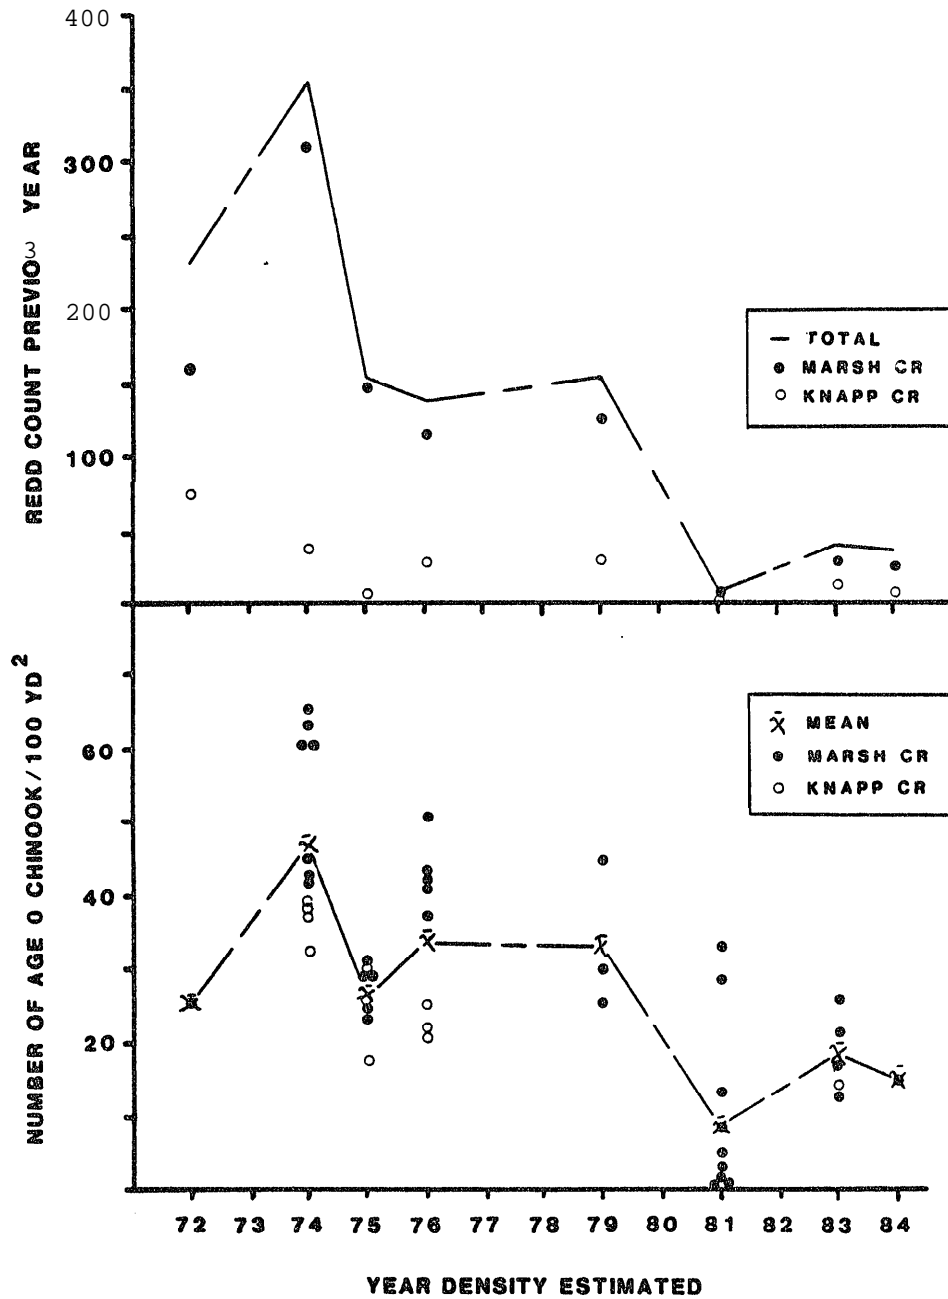 400
300
200
100
REDD COUNT PREVIO3 YEAR
— TOTAL
MARSH CR
KNAPP CR
60
40
20
NUMBER OF AGE 0 CHINOOK/100 YD²
x̄ MEAN
MARSH CR
KNAPP CR
72 73 74 75 76 77 78 79 80 81 82 83 84
YEAR DENSITY ESTIMATED